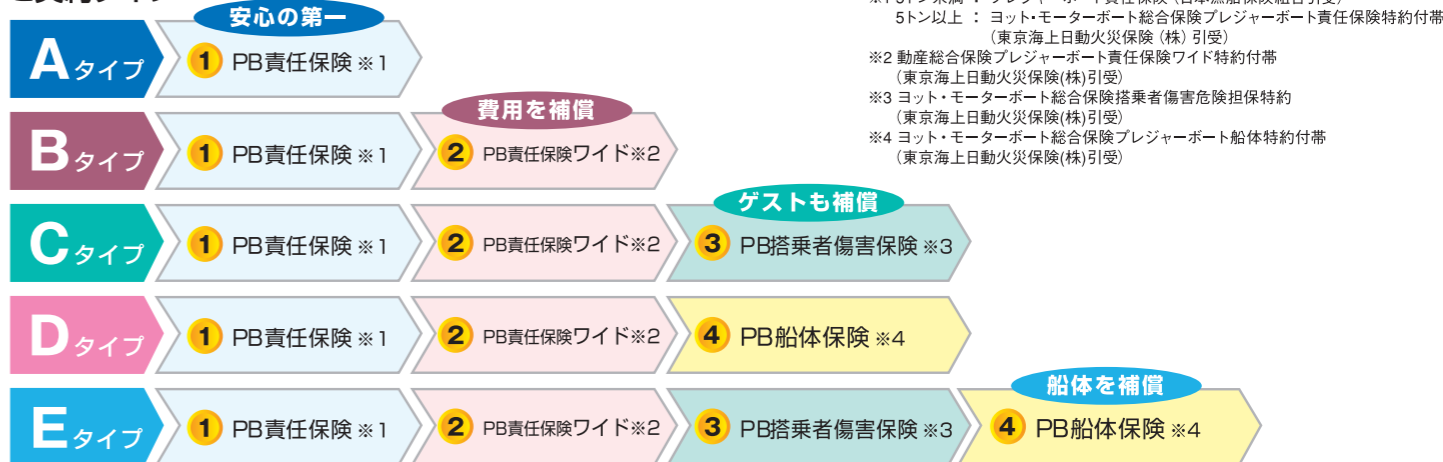 安心の第一
Aタイプ 1 PB責任保険 ※1
費用を補償
Bタイプ 1 PB責任保険 ※1 2 PB責任保険ワイド※2
ゲストも補償
Cタイプ 1 PB責任保険 ※1 2 PB責任保険ワイド※2 3 PB搭乗者傷害保険 ※3
Dタイプ 1 PB責任保険 ※1 2 PB責任保険ワイド※2 4 PB船体保険 ※4
船体を補償
Eタイプ 1 PB責任保険 ※1 2 PB責任保険ワイド※2 3 PB搭乗者傷害保険 ※3 4 PB船体保険 ※4
5トン以上 ： ヨット・モーターボート総合保険プレジャーボート責任保険特約付帯
（東京海上日動火災保険（株）引受）
※2 動産総合保険プレジャーボート責任保険ワイド特約付帯
（東京海上日動火災保険(株)引受）
※3 ヨット・モーターボート総合保険搭乗者傷害危険担保特約
（東京海上日動火災保険(株)引受）
※4 ヨット・モーターボート総合保険プレジャーボート船体特約付帯
（東京海上日動火災保険(株)引受）